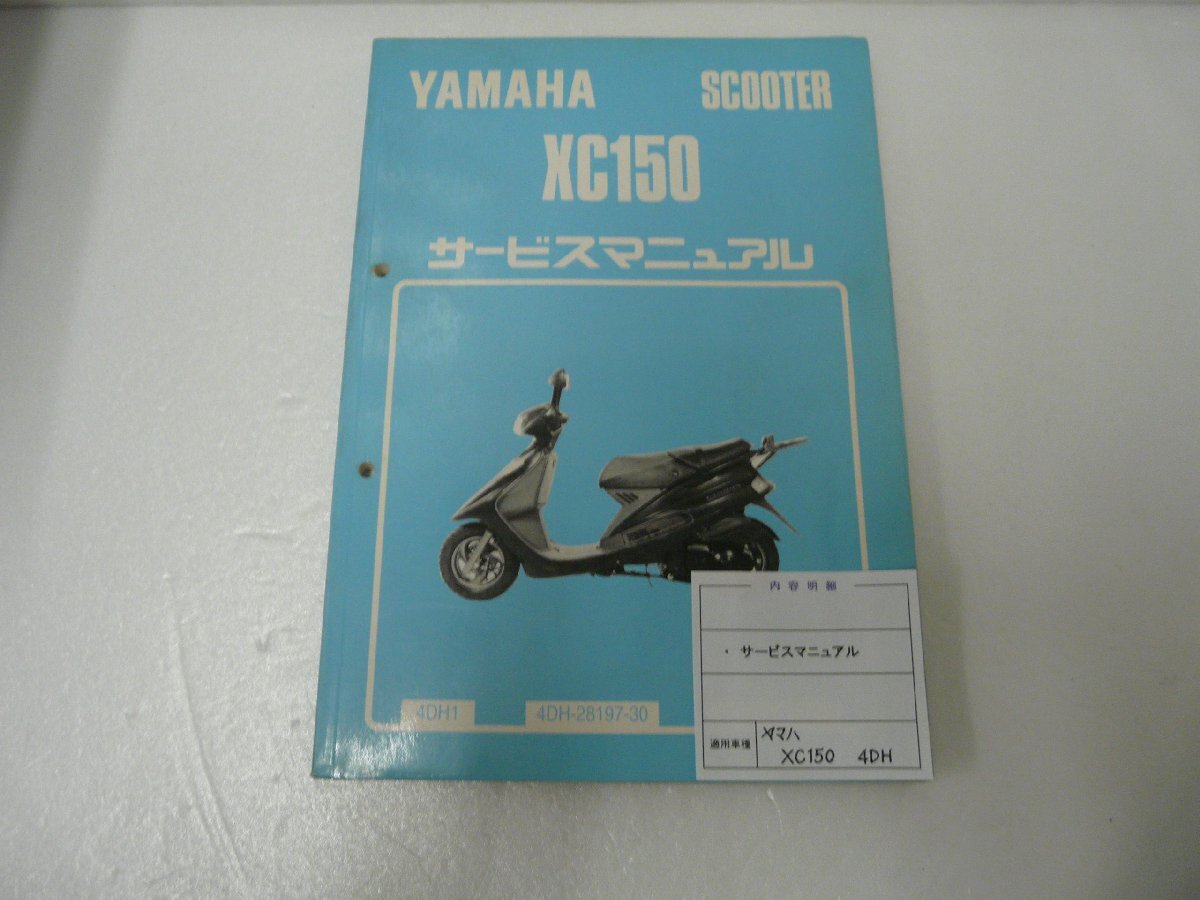 YAMAHA SCOOTER
XC150
サービスマニュアル
4DH1 4DH-28197-30
内容明細
・サービスマニュアル
適用車種 ヤマハ
XC150 4DH